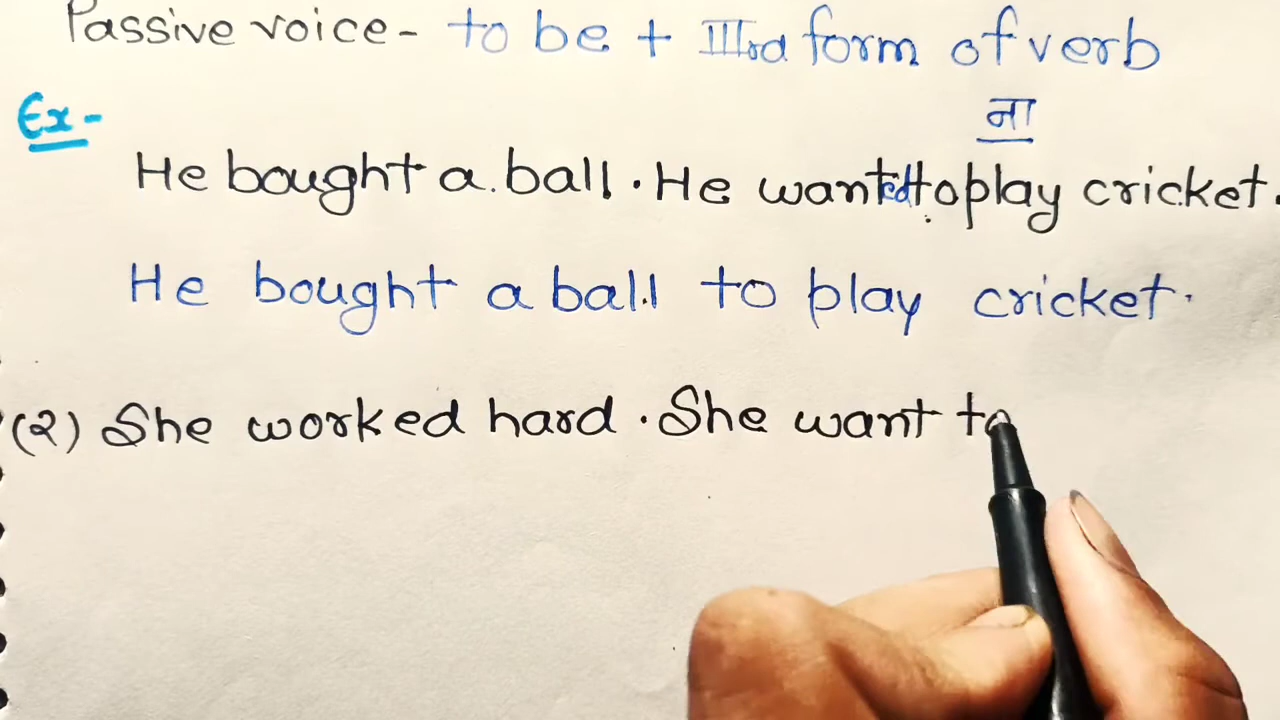 Passive voice - to be + IIIrd form of verb
Ex -
ना
He bought a ball. He wanted to play cricket.
He bought a ball to play cricket.
(2) She worked hard. She want to